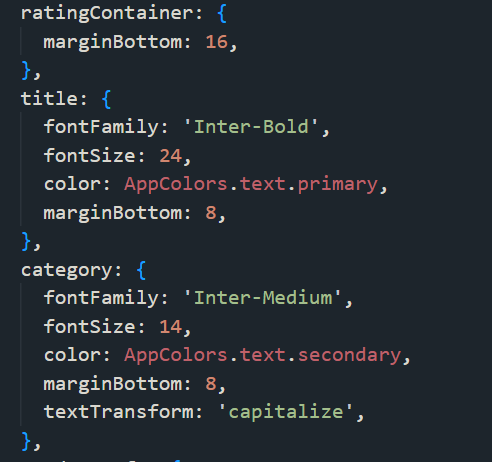 ratingContainer: {
  marginBottom: 16,
},
title: {
  fontFamily: 'Inter-Bold',
  fontSize: 24,
  color: AppColors.text.primary,
  marginBottom: 8,
},
category: {
  fontFamily: 'Inter-Medium',
  fontSize: 14,
  color: AppColors.text.secondary,
  marginBottom: 8,
  textTransform: 'capitalize',
},